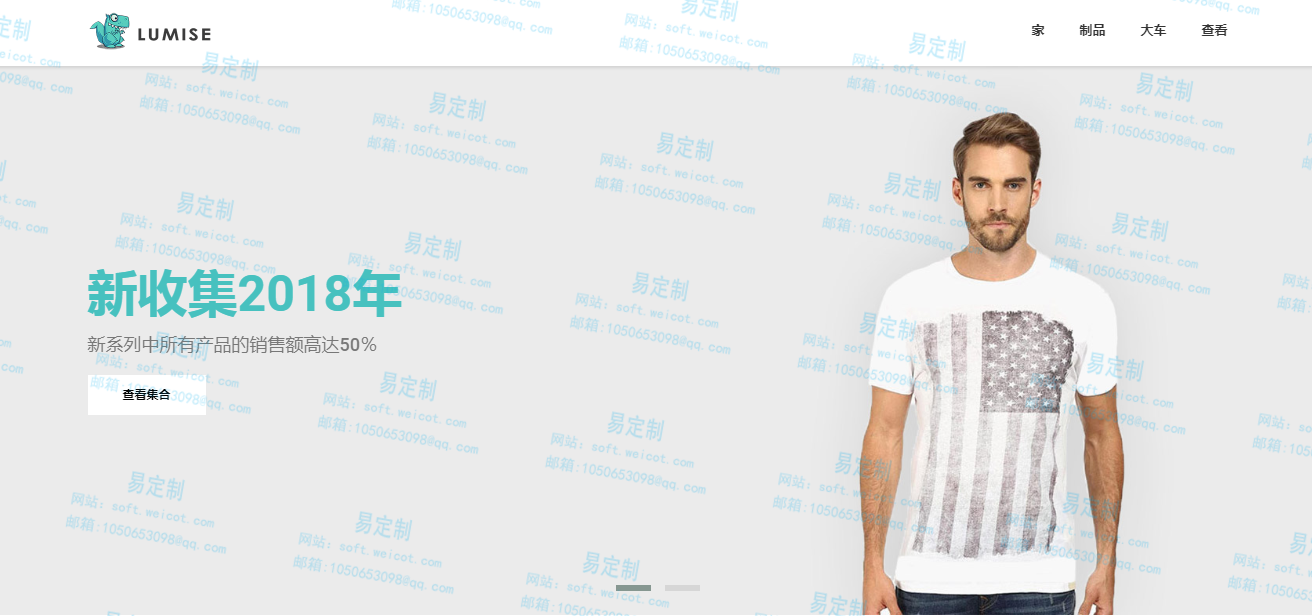 LUMISE
家 制品 大车 查看
新收集2018年
新系列中所有产品的销售额高达50%
查看集合
易定制
网站: soft.weicot.com
邮箱:1050653098@qq.com